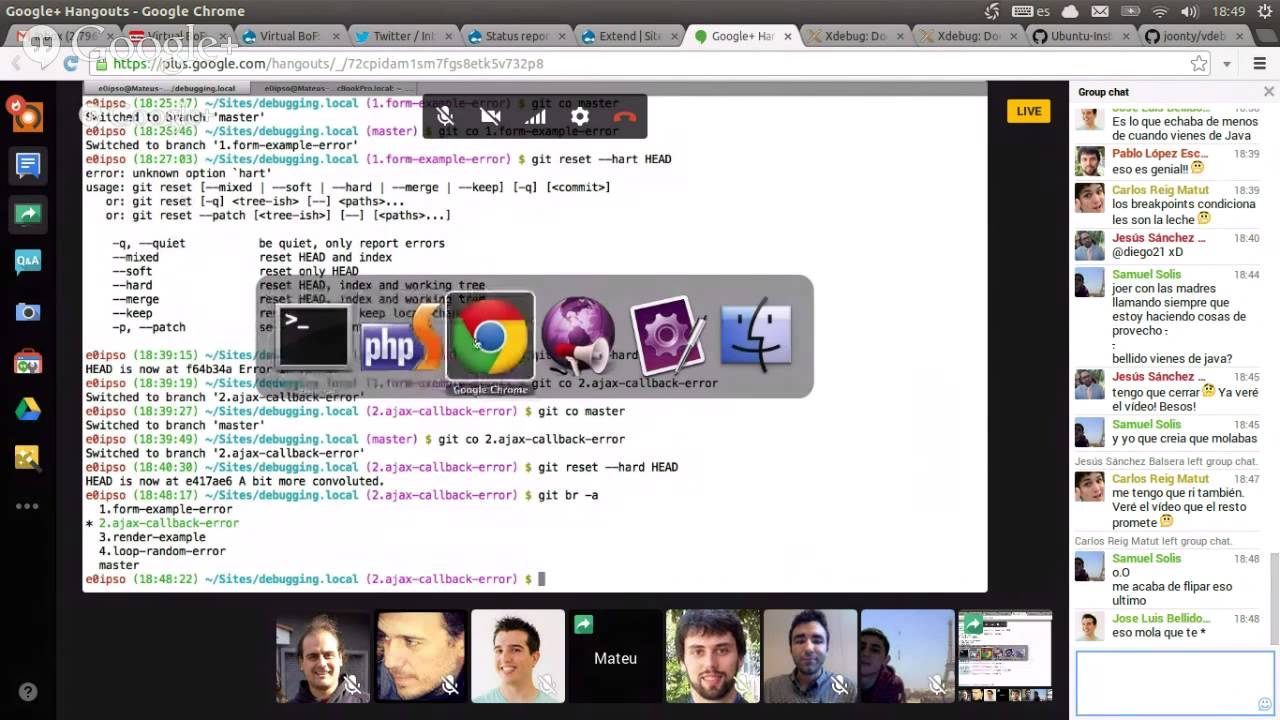 Google+ Hangouts - Google Chrome
es
18:49
Virtual BoF
Virtual BoF
Twitter /
Status repor
Extend | Site
Google+ Har
Xdebug: Do
Xdebug: Do
Ubuntu-Inst
joonty/vdeb
Google+
https://plus.google.com/hangouts/_/72cpidam1sm7fgs8etk5v732p8
e0ipso@Mateus-.../debugging.local
e0ipso@Mateus-... cBookPro.local: ~
e0ipso (18:25:17) ~/Sites/debugging.local (1.form-example-error) $ git co master
Switched to branch 'master'
e0ipso (18:25:46) ~/Sites/debugging.local (master) $ git co 1.form-example-error
Switched to branch '1.form-example-error'
e0ipso (18:27:03) ~/Sites/debugging.local (1.form-example-error) $ git reset --hart HEAD
error: unknown option `hart'
usage: git reset [--mixed | --soft | --hard | --merge | --keep] [-q] [<commit>]
or: git reset [-q] <tree-ish> [--] <paths>...
or: git reset --patch [<tree-ish>] [--] [<paths>...]
-q, --quiet be quiet, only report errors
--mixed reset HEAD and index
--soft reset only HEAD
--hard reset HEAD, index and working tree
--merge reset HEAD, index and working tree
--keep reset HEAD
-p, --patch
e0ipso (18:39:15) ~/Sites
HEAD is now at f64b34a Error
e0ipso (18:39:19) ~/Sites/debugging.local (1.form-example-error) $ git co 2.ajax-callback-error
Switched to branch '2.ajax-callback-error'
e0ipso (18:39:27) ~/Sites/debugging.local (2.ajax-callback-error) $ git co master
Switched to branch 'master'
e0ipso (18:39:49) ~/Sites/debugging.local (master) $ git co 2.ajax-callback-error
Switched to branch '2.ajax-callback-error'
e0ipso (18:40:30) ~/Sites/debugging.local (2.ajax-callback-error) $ git reset --hard HEAD
HEAD is now at e417ae6 A bit more convoluted.
e0ipso (18:48:17) ~/Sites/debugging.local (2.ajax-callback-error) $ git br -a
1.form-example-error
* 2.ajax-callback-error
3.render-example
4.loop-random-error
master
e0ipso (18:48:22) ~/Sites/debugging.local (2.ajax-callback-error) $
>_
php S
Google Chrome
Q&A
Mateu
LIVE
Group chat
Jose Luis Bellido... 18:38
Es lo que echaba de menos
de cuando vienes de Java
Pablo López Esc... 18:39
eso es genial!!
Carlos Reig Matut 18:39
los breakpoints condiciona
les son la leche
Jesús Sánchez ... 18:40
@diego21 xD
Samuel Solis 18:44
joer con las madres
llamando siempre que
estoy haciendo cosas de
provecho :-
:-
bellido vienes de java?
Jesús Sánchez ... 18:45
tengo que cerrar Ya veré
el vídeo! Besos!
Samuel Solis 18:45
y yo que creia que molabas
Jesús Sánchez Balsera left group chat.
Carlos Reig Matut 18:47
me tengo que ri también.
Veré el vídeo que el resto
promete
Carlos Reig Matut left group chat.
Samuel Solis 18:48
o.O
me acaba de flipar eso
ultimo
Jose Luis Bellido... 18:48
eso mola que te *